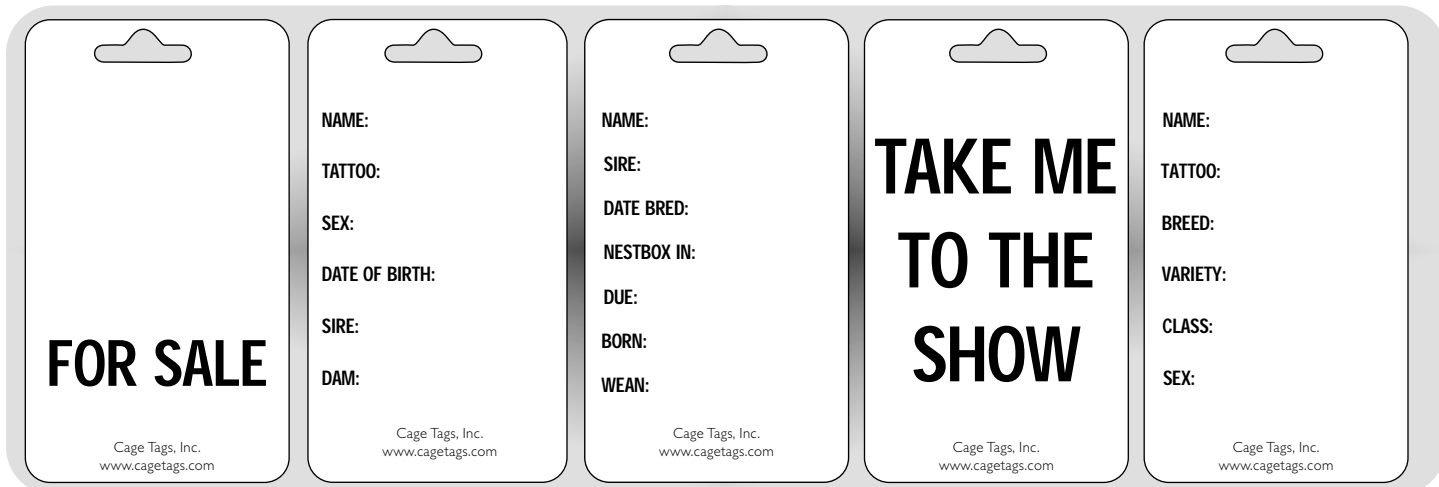 FOR SALE
Cage Tags, Inc.
www.cagetags.com
NAME:
TATTOO:
SEX:
DATE OF BIRTH:
SIRE:
DAM:
Cage Tags, Inc.
www.cagetags.com
NAME:
SIRE:
DATE BRED:
NESTBOX IN:
DUE:
BORN:
WEAN:
Cage Tags, Inc.
www.cagetags.com
TAKE ME
TO THE
SHOW
Cage Tags, Inc.
www.cagetags.com
NAME:
TATTOO:
BREED:
VARIETY:
CLASS:
SEX:
Cage Tags, Inc.
www.cagetags.com